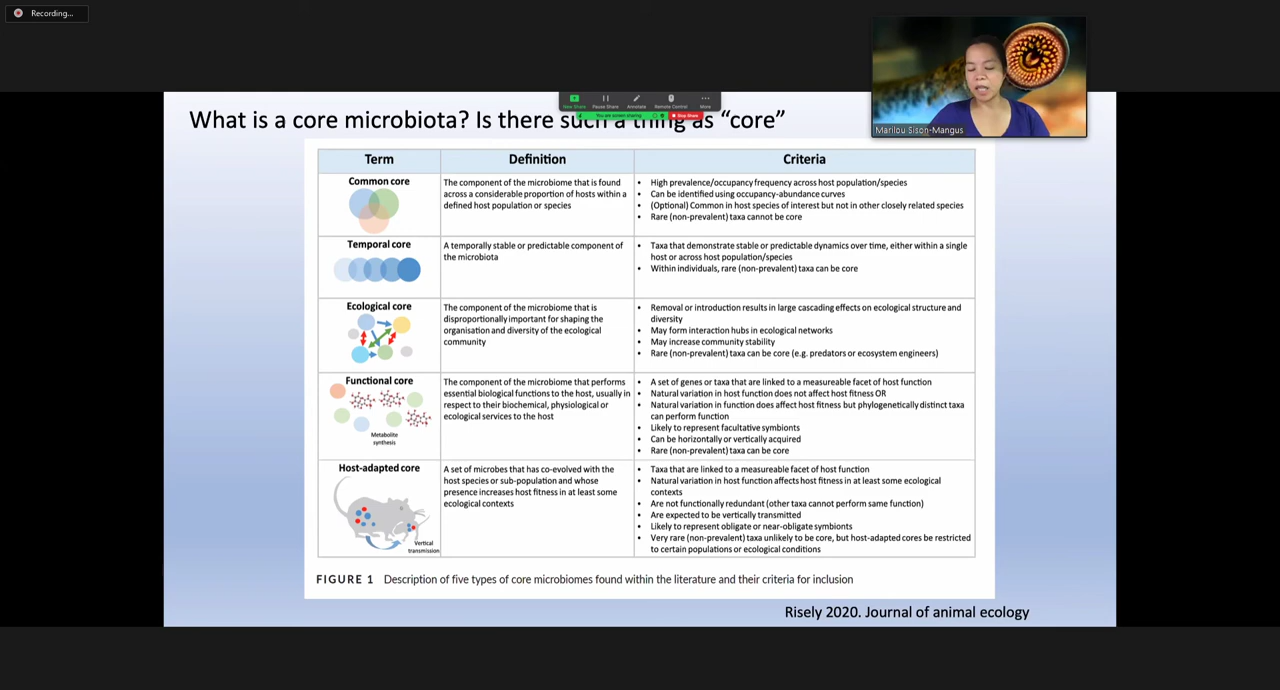 Recording...
Marilou Sison-Mangus
New Share
Pause Share
Annotate
Remote Control
More
You are screen sharing
Stop Share
What is a core microbiota? Is there such a thing as “core”
Term
Definition
Criteria
Common core
The component of the microbiome that is found
across a considerable proportion of hosts within a
defined host population or species
• High prevalence/occupancy frequency across host population/species
• Can be identified using occupancy-abundance curves
• (Optional) Common in host species of interest but not in other closely related species
• Rare (non-prevalent) taxa cannot be core
Temporal core
A temporally stable or predictable component of
the microbiota
• Taxa that demonstrate stable or predictable dynamics over time, either within a single
host or across host population/species
• Within individuals, rare (non-prevalent) taxa can be core
Ecological core
The component of the microbiome that is
disproportionally important for shaping the
organisation and diversity of the ecological
community
• Removal or introduction results in large cascading effects on ecological structure and
diversity
• May form interaction hubs in ecological networks
• May increase community stability
• Rare (non-prevalent) taxa can be core (e.g. predators or ecosystem engineers)
Functional core
Metabolite
synthesis
The component of the microbiome that performs
essential biological functions to the host, usually in
respect to their biochemical, physiological or
ecological services to the host
• A set of genes or taxa that are linked to a measureable facet of host function
• Natural variation in host function does not affect host fitness OR
• Natural variation in function does affect host fitness but phylogenetically distinct taxa
can perform function
• Likely to represent facultative symbionts
• Can be horizontally or vertically acquired
• Rare (non-prevalent) taxa can be core
Host-adapted core
Vertical
transmission
A set of microbes that has co-evolved with the
host species or sub-population and whose
presence increases host fitness in at least some
ecological contexts
• Taxa that are linked to a measureable facet of host function
• Natural variation in host function affects host fitness in at least some ecological
contexts
• Are not functionally redundant (other taxa cannot perform same function)
• Are expected to be vertically transmitted
• Likely to represent obligate or near-obligate symbionts
• Very rare (non-prevalent) taxa unlikely to be core, but host-adapted cores be restricted
to certain populations or ecological conditions
FIGURE 1 Description of five types of core microbiomes found within the literature and their criteria for inclusion
Risely 2020. Journal of animal ecology